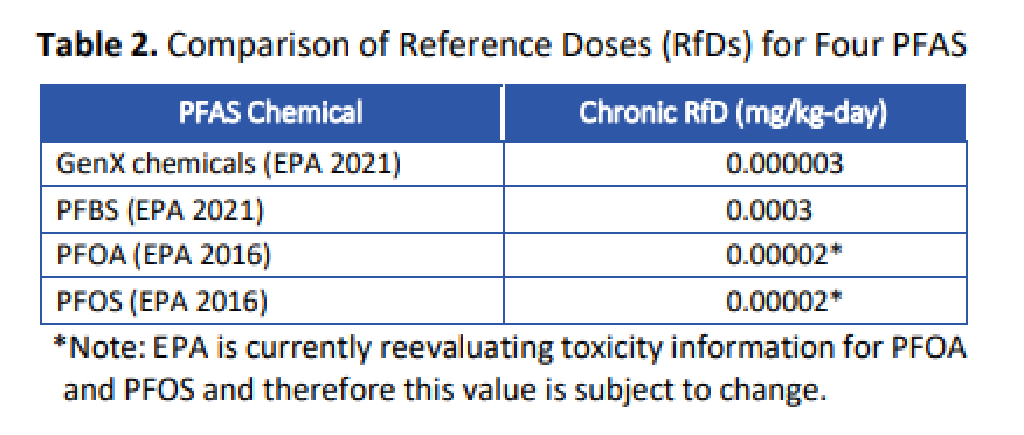 Table 2. Comparison of Reference Doses (RfDs) for Four PFAS
PFAS Chemical Chronic RfD (mg/kg-day)
GenX chemicals (EPA 2021) 0.000003
PFBS (EPA 2021) 0.0003
PFOA (EPA 2016) 0.00002*
PFOS (EPA 2016) 0.00002*
*Note: EPA is currently reevaluating toxicity information for PFOA
and PFOS and therefore this value is subject to change.